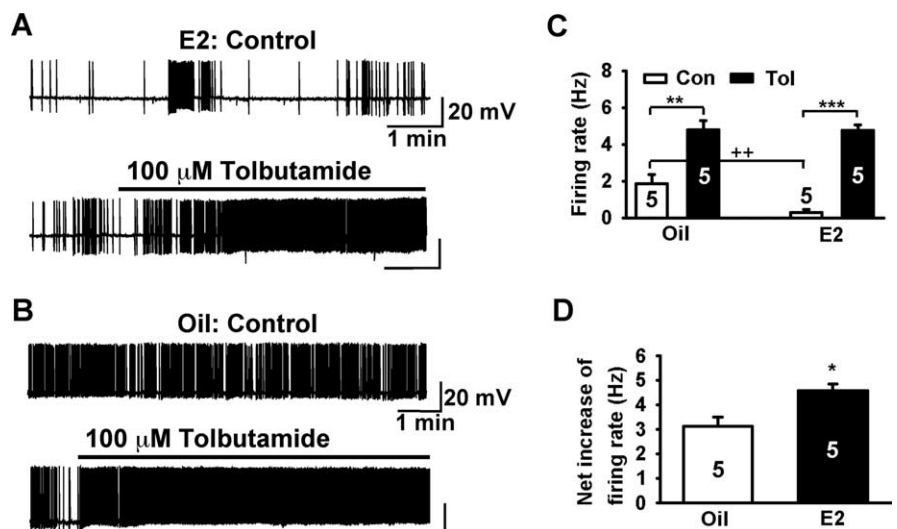 A
E2: Control
20 mV
1 min
100 μM Tolbutamide
B
Oil: Control
20 mV
1 min
100 μM Tolbutamide
C
Con Tol
Firing rate (Hz)
8
6
4
2
0
**
***
++
5
5
5
5
Oil
E2
D
Net increase of
firing rate (Hz)
6
5
4
3
2
1
0
*
5
5
Oil
E2